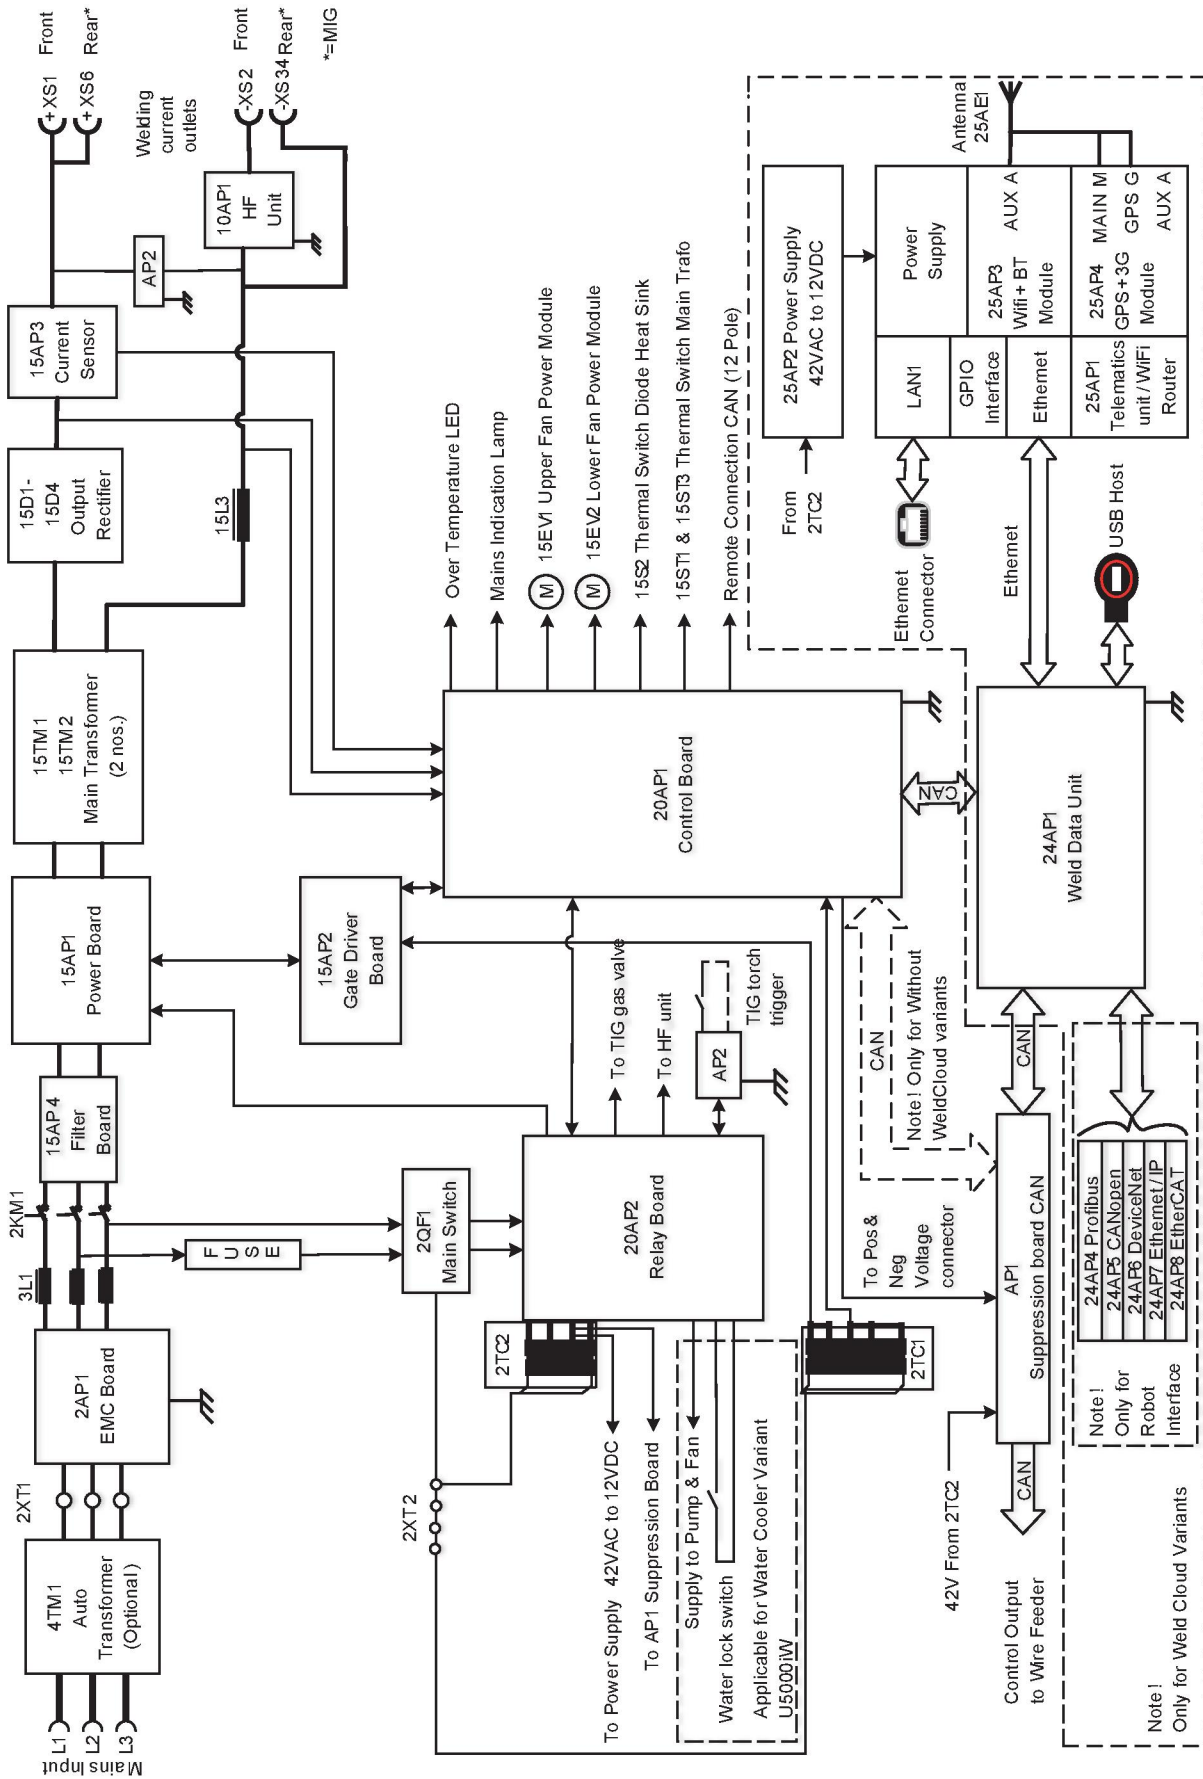 Mains Input
L1
L2
L3
4TM1
Auto
Transformer
(Optional)
2XT1
2AP1
EMC Board
3L1
2KM1
15AP4
Filter
Board
15AP1
Power Board
15TM1
15TM2
Main Transformer
(2 nos.)
15D1-
15D4
Output
Rectifier
15AP3
Current
Sensor
+XS1 Front
+XS6 Rear*
Welding
current
outlets
-XS2 Front
-XS34 Rear*
*=MIG
AP2
10AP1
HF
Unit
15L3
FUSE
2QF1
Main Switch
15AP2
Gate Driver
Board
2XT2
2TC2
20AP2
Relay Board
To TIG gas valve
To HF unit
AP2
TIG torch
trigger
To Power Supply 42VAC to 12VDC
To AP1 Suppression Board
Supply to Pump & Fan
Water lock switch
Applicable for Water Cooler Variant
U5000iW
2TC1
20AP1
Control Board
Over Temperature LED
Mains Indication Lamp
M
15EV1 Upper Fan Power Module
M
15EV2 Lower Fan Power Module
15S2 Thermal Switch Diode Heat Sink
15ST1 & 15ST3 Thermal Switch Main Trafo
Remote Connection CAN (12 Pole)
To Pos &
Neg
Voltage
connector
CAN
Note! Only for Without
WeldCloud variants
CAN
42V From 2TC2
AP1
Suppression board CAN
CAN
CAN
Control Output
to Wire Feeder
24AP1
Weld Data Unit
Note!
Only for
Robot
Interface
24AP4 Profibus
24AP5 CANopen
24AP6 DeviceNet
24AP7 Ethernet/IP
24AP8 EtherCAT
Note!
Only for Weld Cloud Variants
From
2TC2
25AP2 Power Supply
42VAC to 12VDC
Ethernet
Connector
Ethernet
USB Host
LAN1
GPIO
Interface
Ethernet
25AP1
Telematics
unit / WiFi
Router
Power
Supply
25AP3
Wifi + BT
Module
AUX A
25AP4
GPS+3G
Module
MAIN M
GPS G
AUX A
Antenna
25AE1